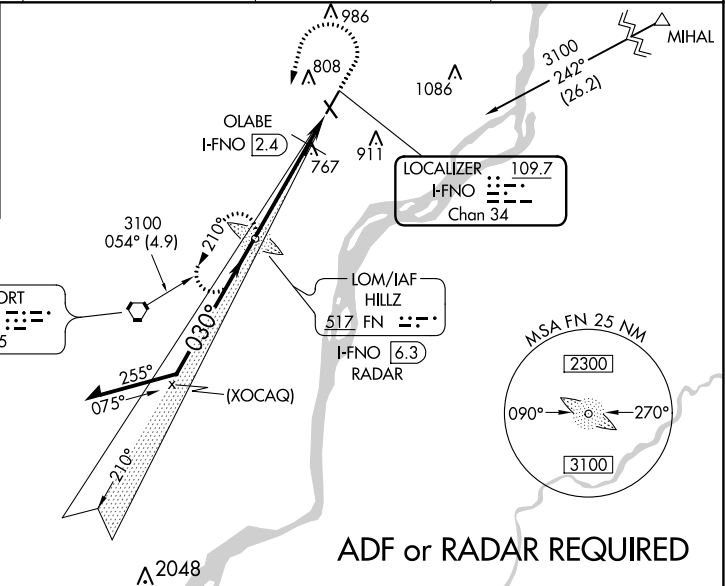 986
808
1086
3100
242°
(26.2)
MIHAL
OLABE
I-FNO 2.4
767
911
LOCALIZER 109.7
I-FNO
Chan 34
3100
054° (4.9)
210°
ORT
5
030°
LOM/IAF
HILLZ
517 FN
I-FNO 6.3
RADAR
255°
075°
(XOCAQ)
210°
MSA FN 25 NM
2300
090°
270°
3100
2048
ADF or RADAR REQUIRED